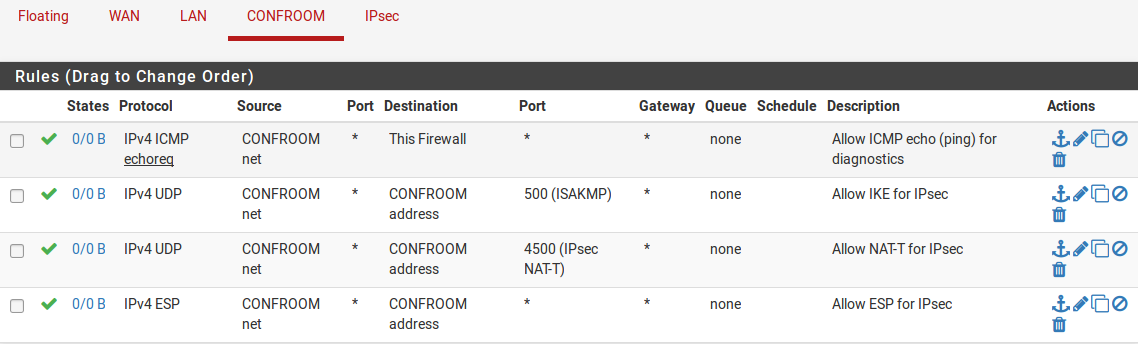 Floating WAN LAN CONFROOM IPsec
Rules (Drag to Change Order)
States Protocol Source Port Destination Port Gateway Queue Schedule Description Actions
0/0 B IPv4 ICMP CONFROOM * This Firewall * * none Allow ICMP echo (ping) for
echoreq net diagnostics
0/0 B IPv4 UDP CONFROOM * CONFROOM 500 (ISAKMP) * none Allow IKE for IPsec
net address
0/0 B IPv4 UDP CONFROOM * CONFROOM 4500 (IPsec * none Allow NAT-T for IPsec
net address NAT-T)
0/0 B IPv4 ESP CONFROOM * CONFROOM * * none Allow ESP for IPsec
net address